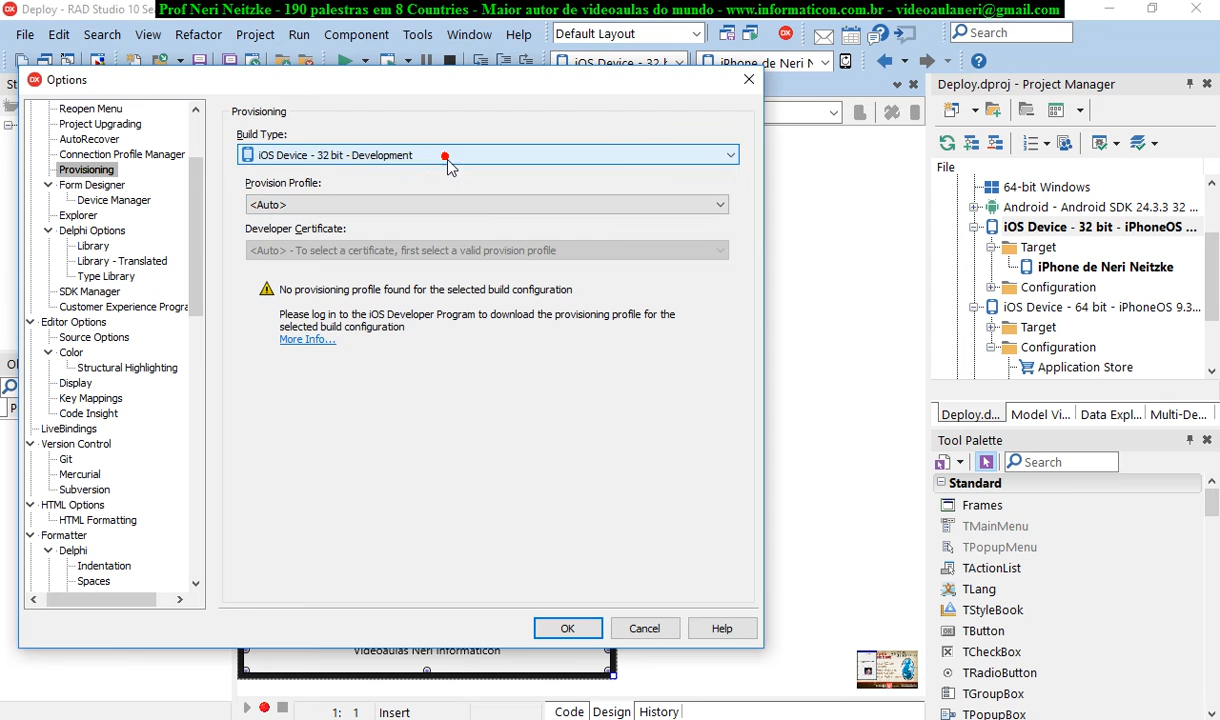 Deploy - RAD Studio 10 Se
Prof Neri Neitzke - 190 palestras em 8 Countries - Maior autor de videoaulas do mundo - www.informaticon.com.br - videoaulaneri@gmail.com
File Edit Search View Refactor Project Run Component Tools Window Help
Default Layout
Search
iOS Device - 32 b
iPhone de Neri N
Options
Deploy.dproj - Project Manager
Reopen Menu
Project Upgrading
AutoRecover
Connection Profile Manager
Provisioning
Form Designer
Device Manager
Explorer
Delphi Options
Library
Library - Translated
Type Library
SDK Manager
Customer Experience Progra
Editor Options
Source Options
Color
Structural Highlighting
Display
Key Mappings
Code Insight
LiveBindings
Version Control
Git
Mercurial
Subversion
HTML Options
HTML Formatting
Formatter
Delphi
Indentation
Spaces
Provisioning
Build Type:
iOS Device - 32 bit - Development
Provision Profile:
<Auto>
Developer Certificate:
<Auto> - To select a certificate, first select a valid provision profile
No provisioning profile found for the selected build configuration
Please log in to the iOS Developer Program to download the provisioning profile for the
selected build configuration
More Info...
OK Cancel Help
File
64-bit Windows
Android - Android SDK 24.3.3 32 ...
iOS Device - 32 bit - iPhoneOS ...
Target
iPhone de Neri Neitzke
Configuration
iOS Device - 64 bit - iPhoneOS 9.3...
Target
Configuration
Application Store
Deploy.d... Model Vi... Data Expl... Multi-De...
Tool Palette
Search
Standard
Frames
TMainMenu
TPopupMenu
TActionList
TLang
TStyleBook
TButton
TCheckBox
TRadioButton
TGroupBox
TPopupBox
Videoaulas Neri Informaticon
1: 1 Insert
Code Design History